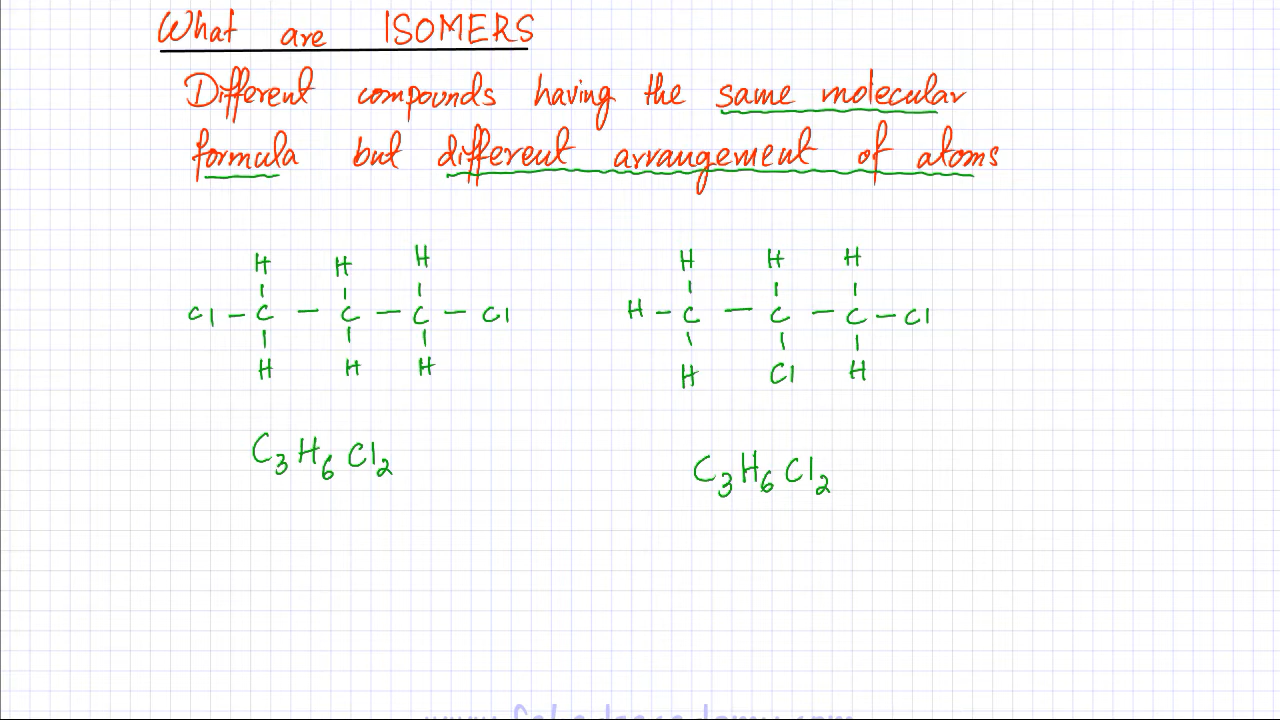 What are ISOMERS
Different compounds having the same molecular
formula but different arrangement of atoms
H H H H H H
Cl - C - C - C - Cl H - C - C - C - Cl
H H H H Cl H
C3H6Cl2
C3H6Cl2